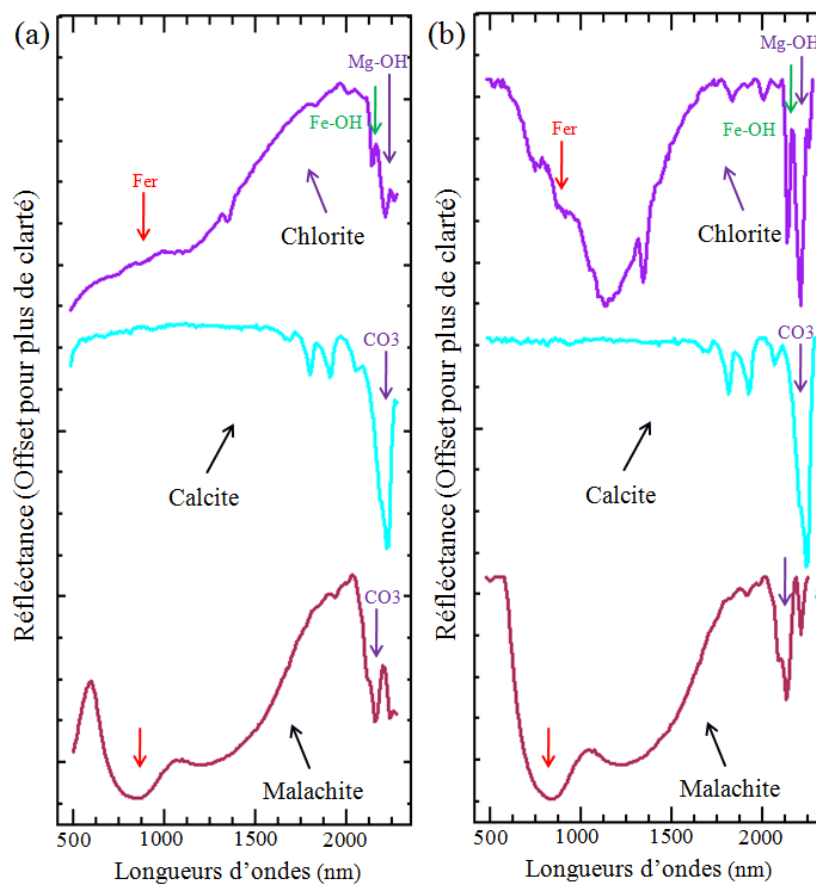 (a)
Mg-OH
Fe-OH
Fer
Chlorite
CO3
Calcite
CO3
Malachite
500 1000 1500 2000
Longueurs d’ondes (nm)
Réfléctance (Offset pour plus de clarté)
(b)
Mg-OH
Fe-OH
Fer
Chlorite
CO3
Calcite
Malachite
500 1000 1500 2000
Longueurs d’ondes (nm)
Réfléctance (Offset pour plus de clarté)